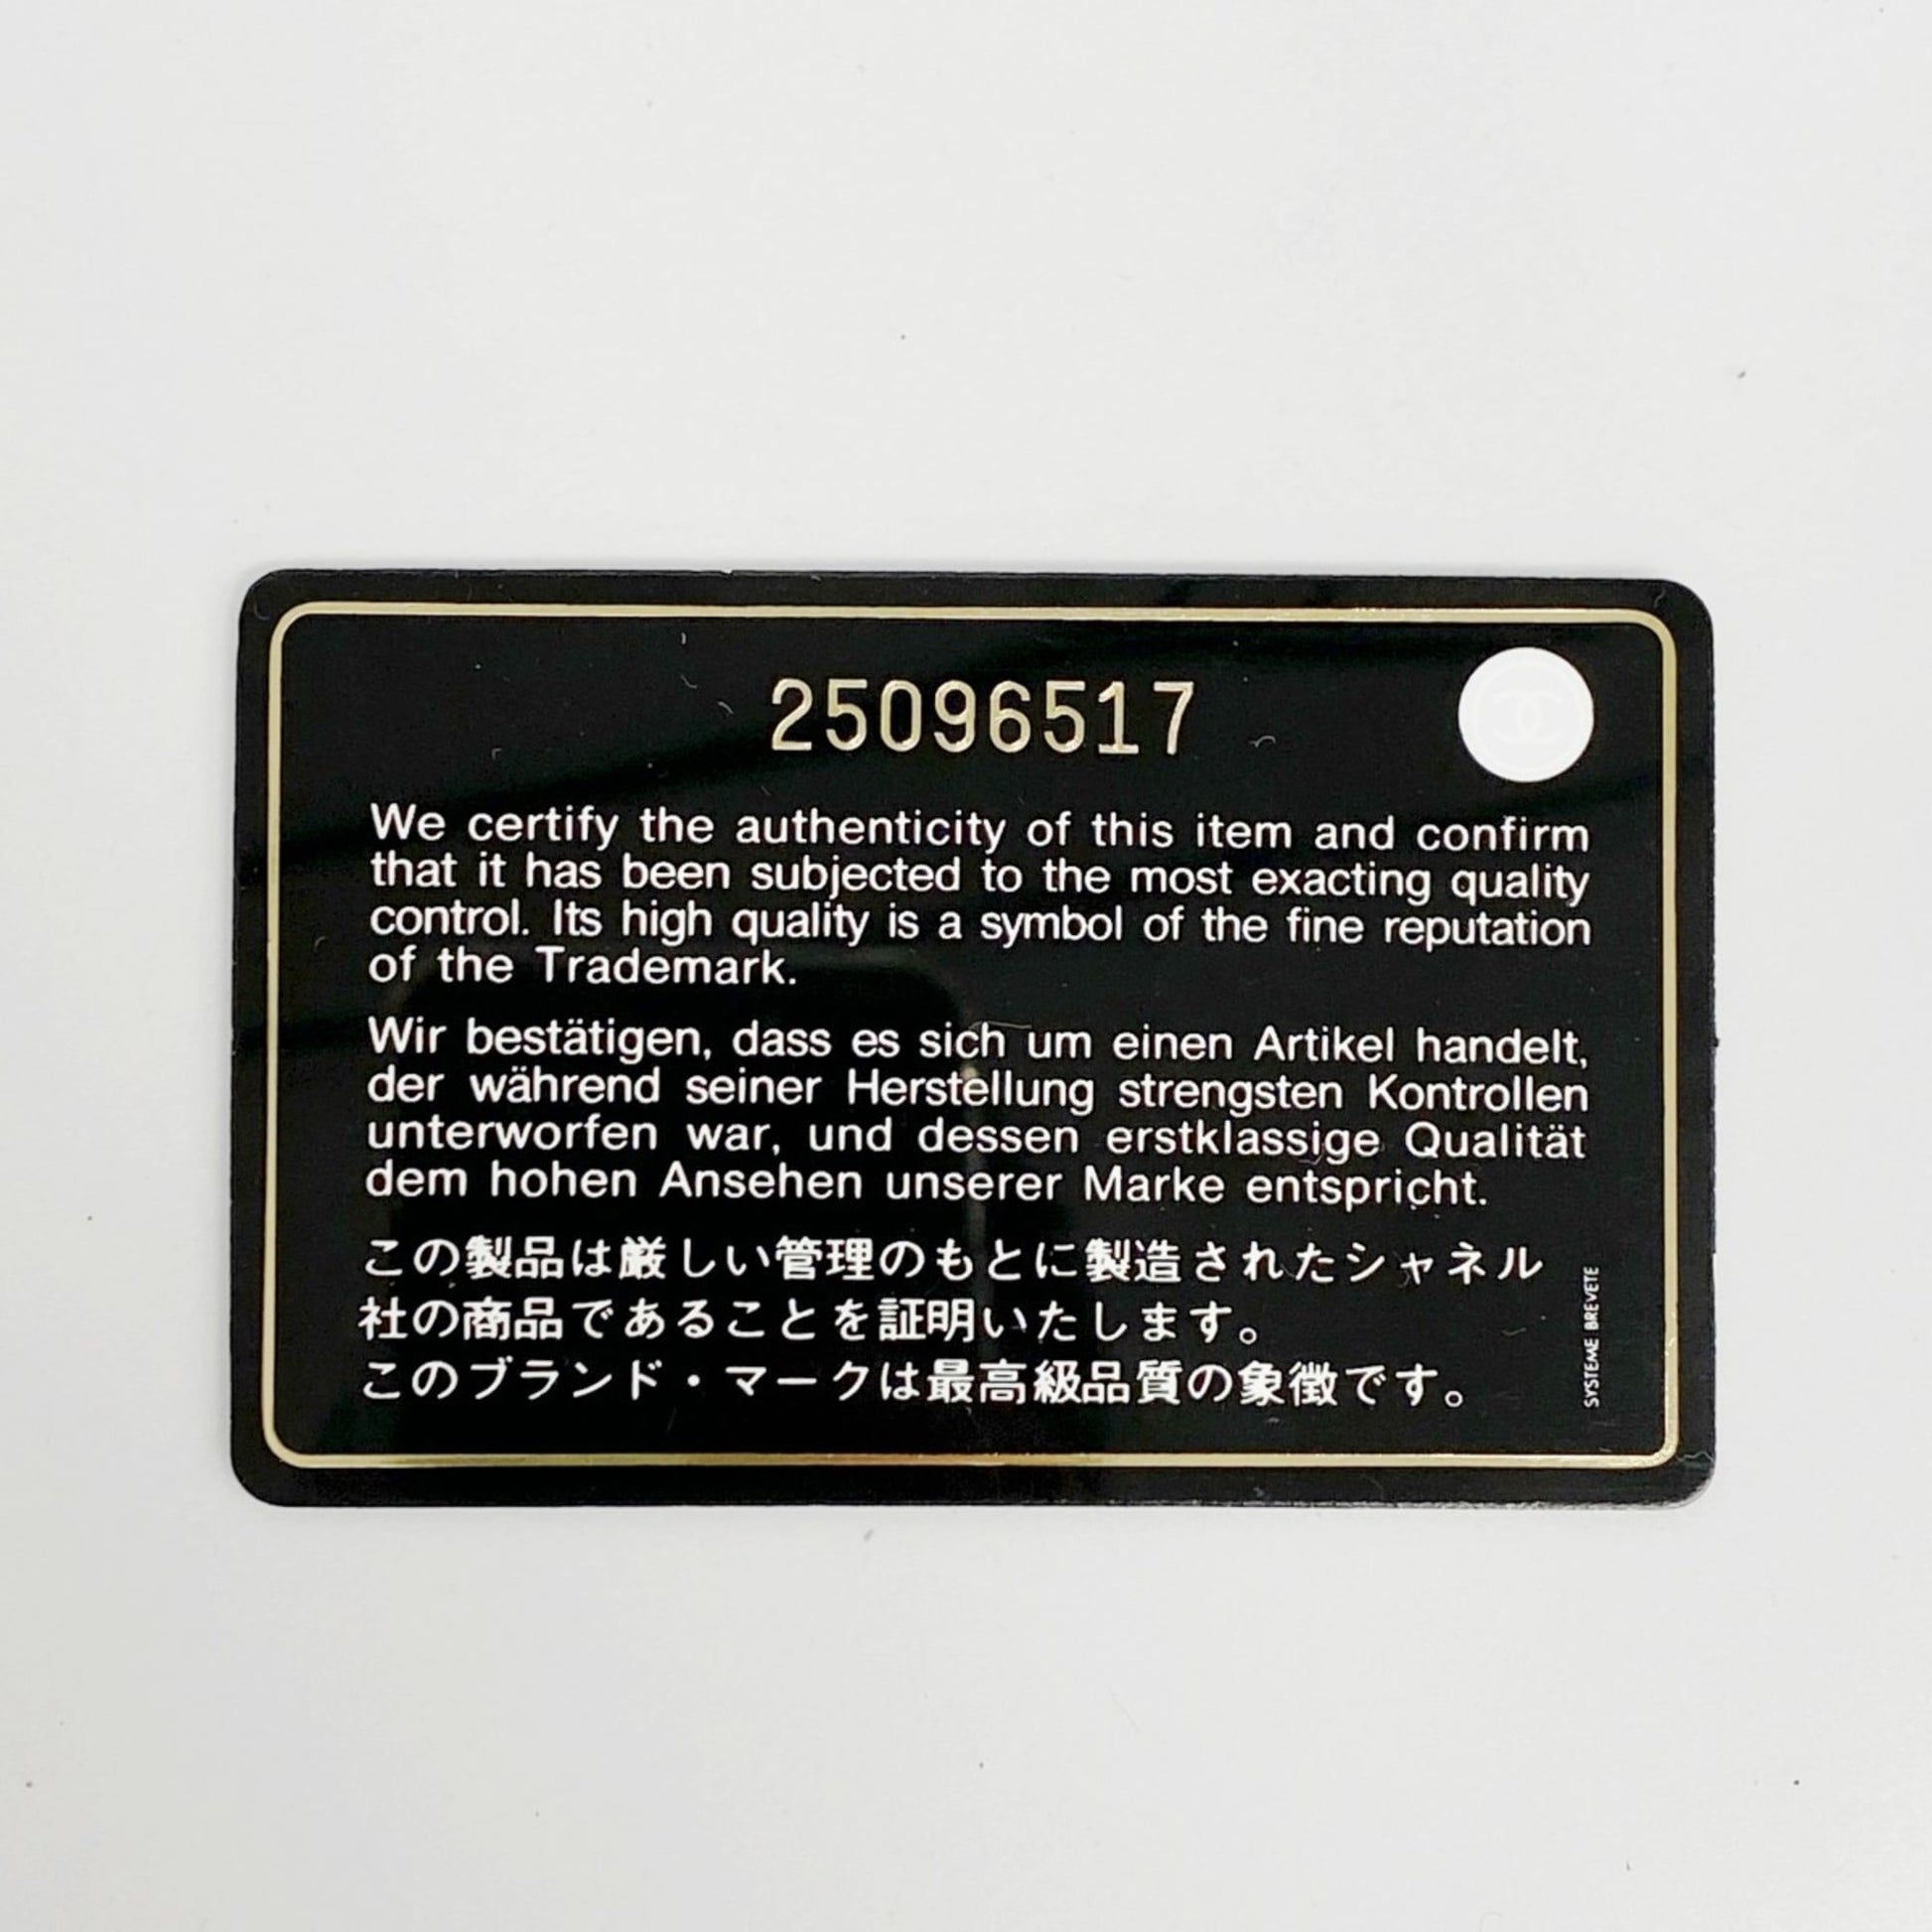 25096517
We certify the authenticity of this item and confirm
that it has been subjected to the most exacting quality
control. Its high quality is a symbol of the fine reputation
of the Trademark.
Wir bestätigen, dass es sich um einen Artikel handelt,
der während seiner Herstellung strengsten Kontrollen
unterworfen war, und dessen erstklassige Qualität
dem hohen Ansehen unserer Marke entspricht.
この製品は厳しい管理のもとに製造されたシャネル
社の商品であることを証明いたします。
このブランド・マークは最高級品質の象徴です。
SYSTEME BREVETE